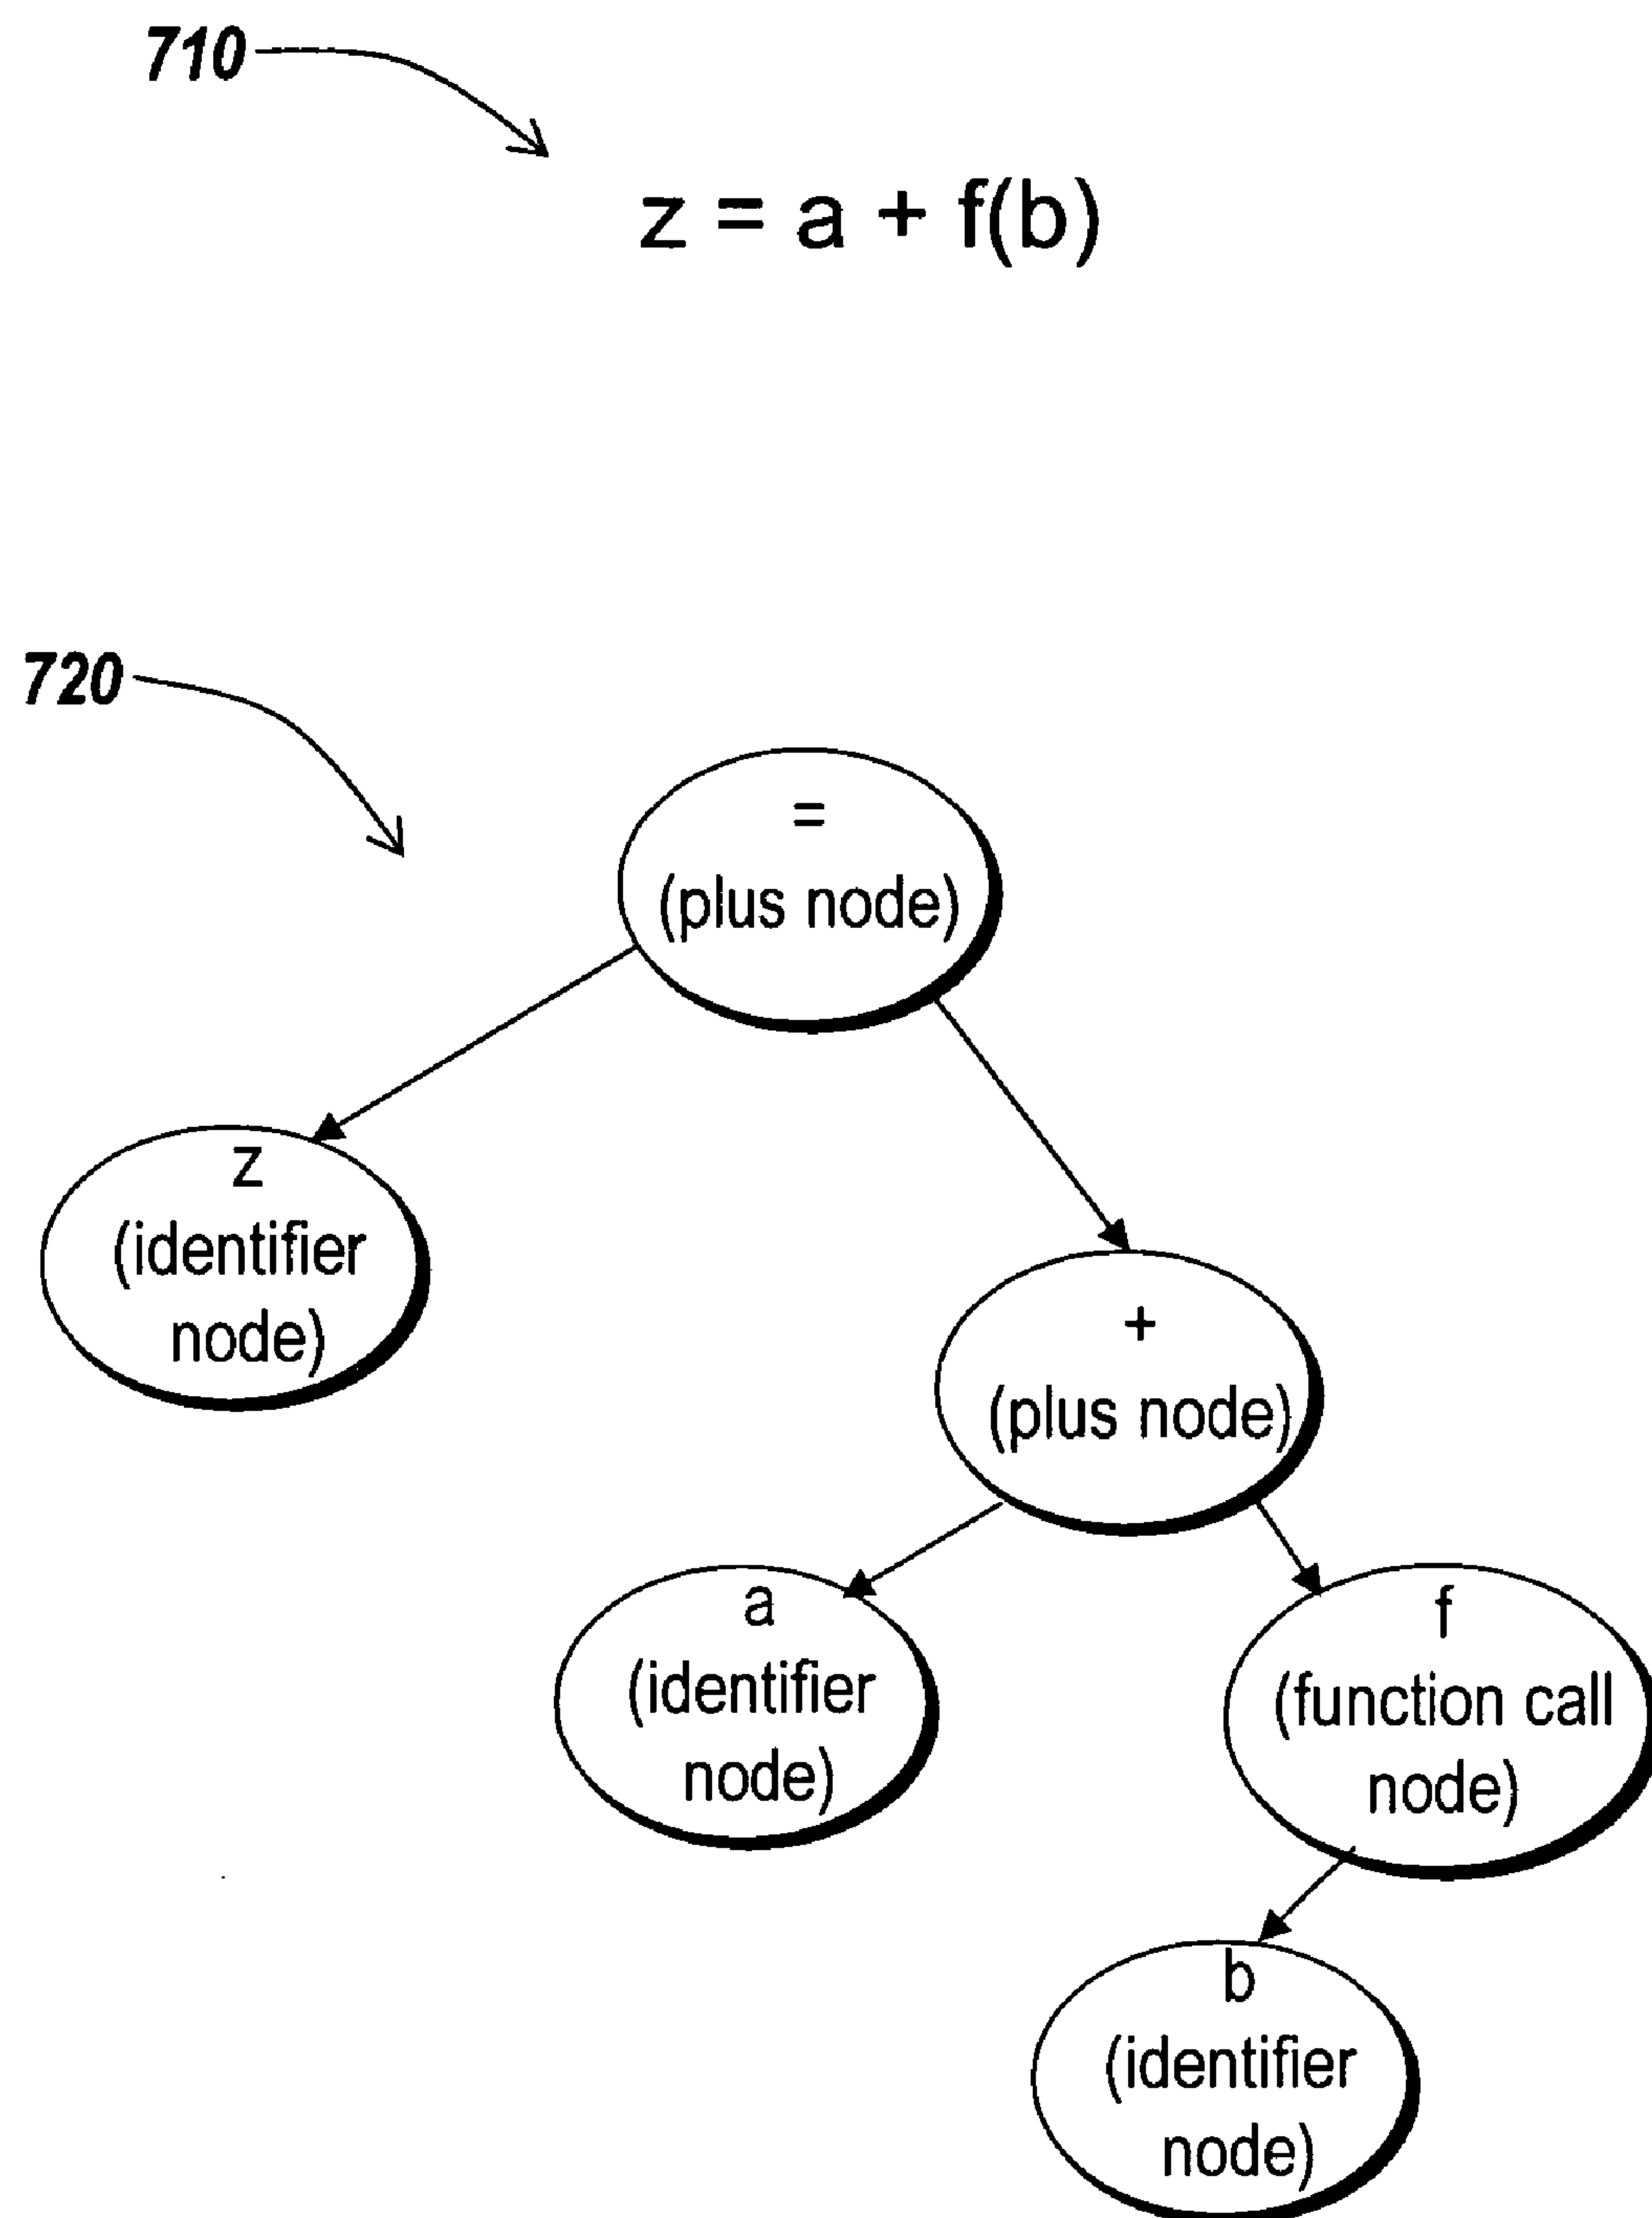 710
z = a + f(b)
720
=
(plus node)
z
(identifier
node)
+
(plus node)
a
(identifier
node)
f
(function call
node)
b
(identifier
node)